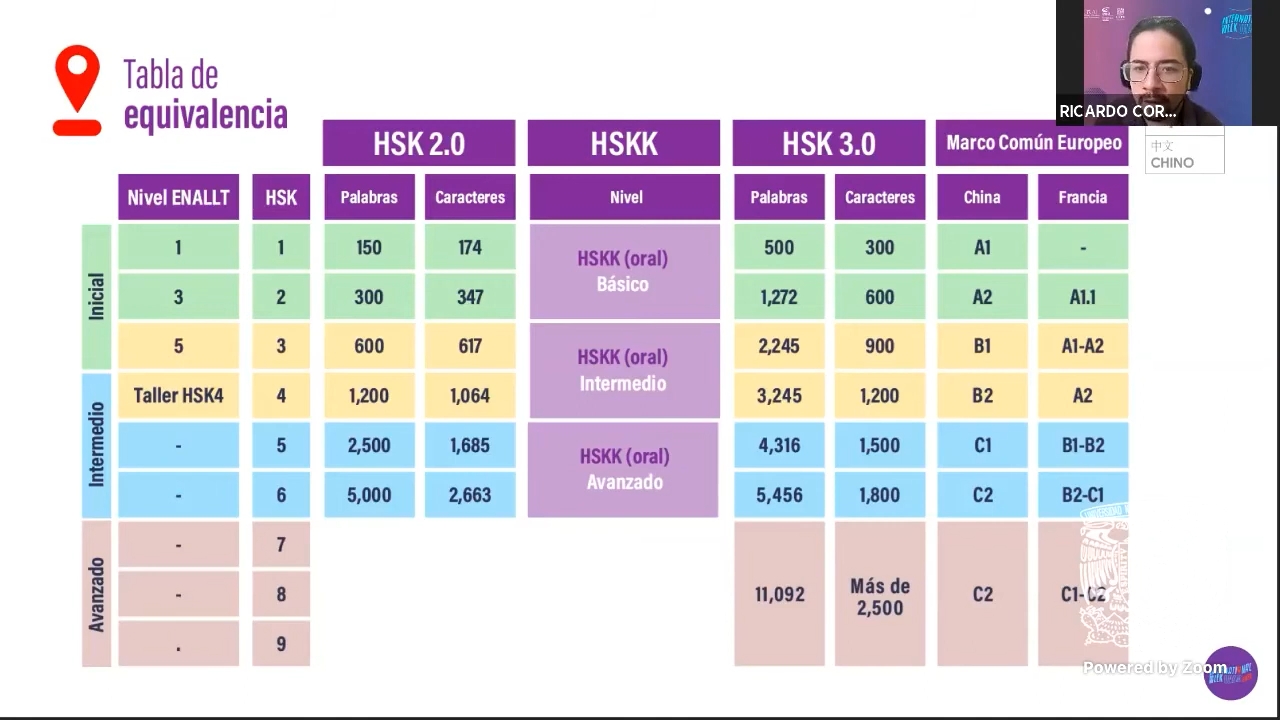 Tabla de
equivalencia
RICARDO COR...
中文
CHINO
HSK 2.0 HSKK HSK 3.0 Marco Común Europeo
Nivel ENALLT HSK Palabras Caracteres Nivel Palabras Caracteres China Francia
Inicial
1 1 150 174 HSKK (oral) Básico 500 300 A1 -
3 2 300 347 1,272 600 A2 A1.1
5 3 600 617 HSKK (oral) Intermedio 2,245 900 B1 A1-A2
Intermedio
Taller HSK4 4 1,200 1,064 3,245 1,200 B2 A2
- 5 2,500 1,685 HSKK (oral) Avanzado 4,316 1,500 C1 B1-B2
- 6 5,000 2,663 5,456 1,800 C2 B2-C1
Avanzado
- 7
- 8 11,092 Más de 2,500 C2 C1-C2
. 9
Powered by Zoom